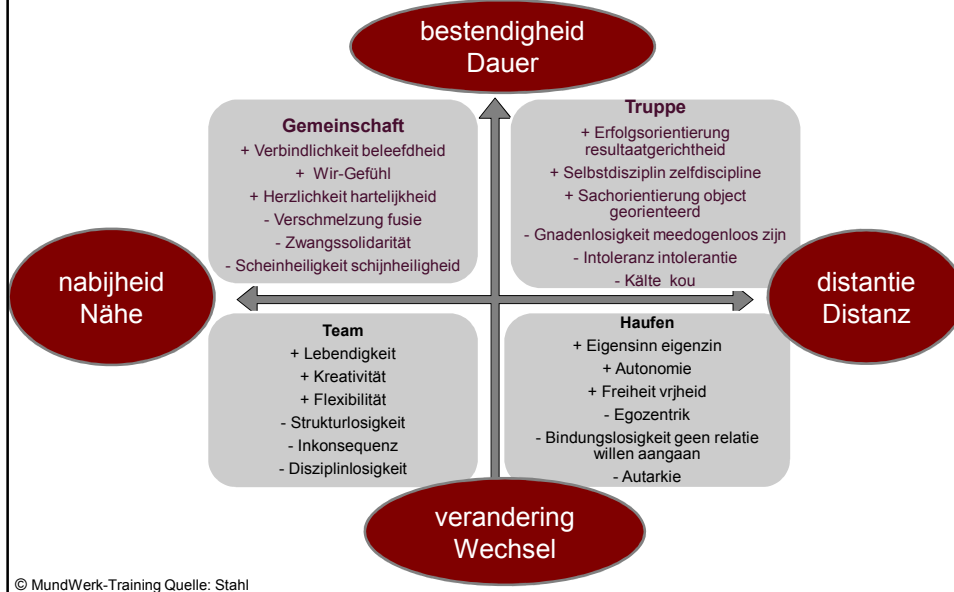 bestendigheid
Dauer
Gemeinschaft
+ Verbindlichkeit beleefdheid
+ Wir-Gefühl
+ Herzlichkeit hartelijkheid
- Verschmelzung fusie
- Zwangssolidarität
- Scheinheiligkeit schijnheiligheid
Truppe
+ Erfolgsorientierung
resultaatgerichtheid
+ Selbstdisziplin zelfdiscipline
+ Sachorientierung object
georienteerd
- Gnadenlosigkeit meedogenloos zijn
- Intoleranz intolerantie
- Kälte kou
nabijheid
Nähe
distantie
Distanz
Team
+ Lebendigkeit
+ Kreativität
+ Flexibilität
- Strukturlosigkeit
- Inkonsequenz
- Disziplinlosigkeit
Haufen
+ Eigensinn eigenzin
+ Autonomie
+ Freiheit vrjheid
- Egozentrik
- Bindungslosigkeit geen relatie
willen aangaan
- Autarkie
verandering
Wechsel
© MundWerk-Training Quelle: Stahl